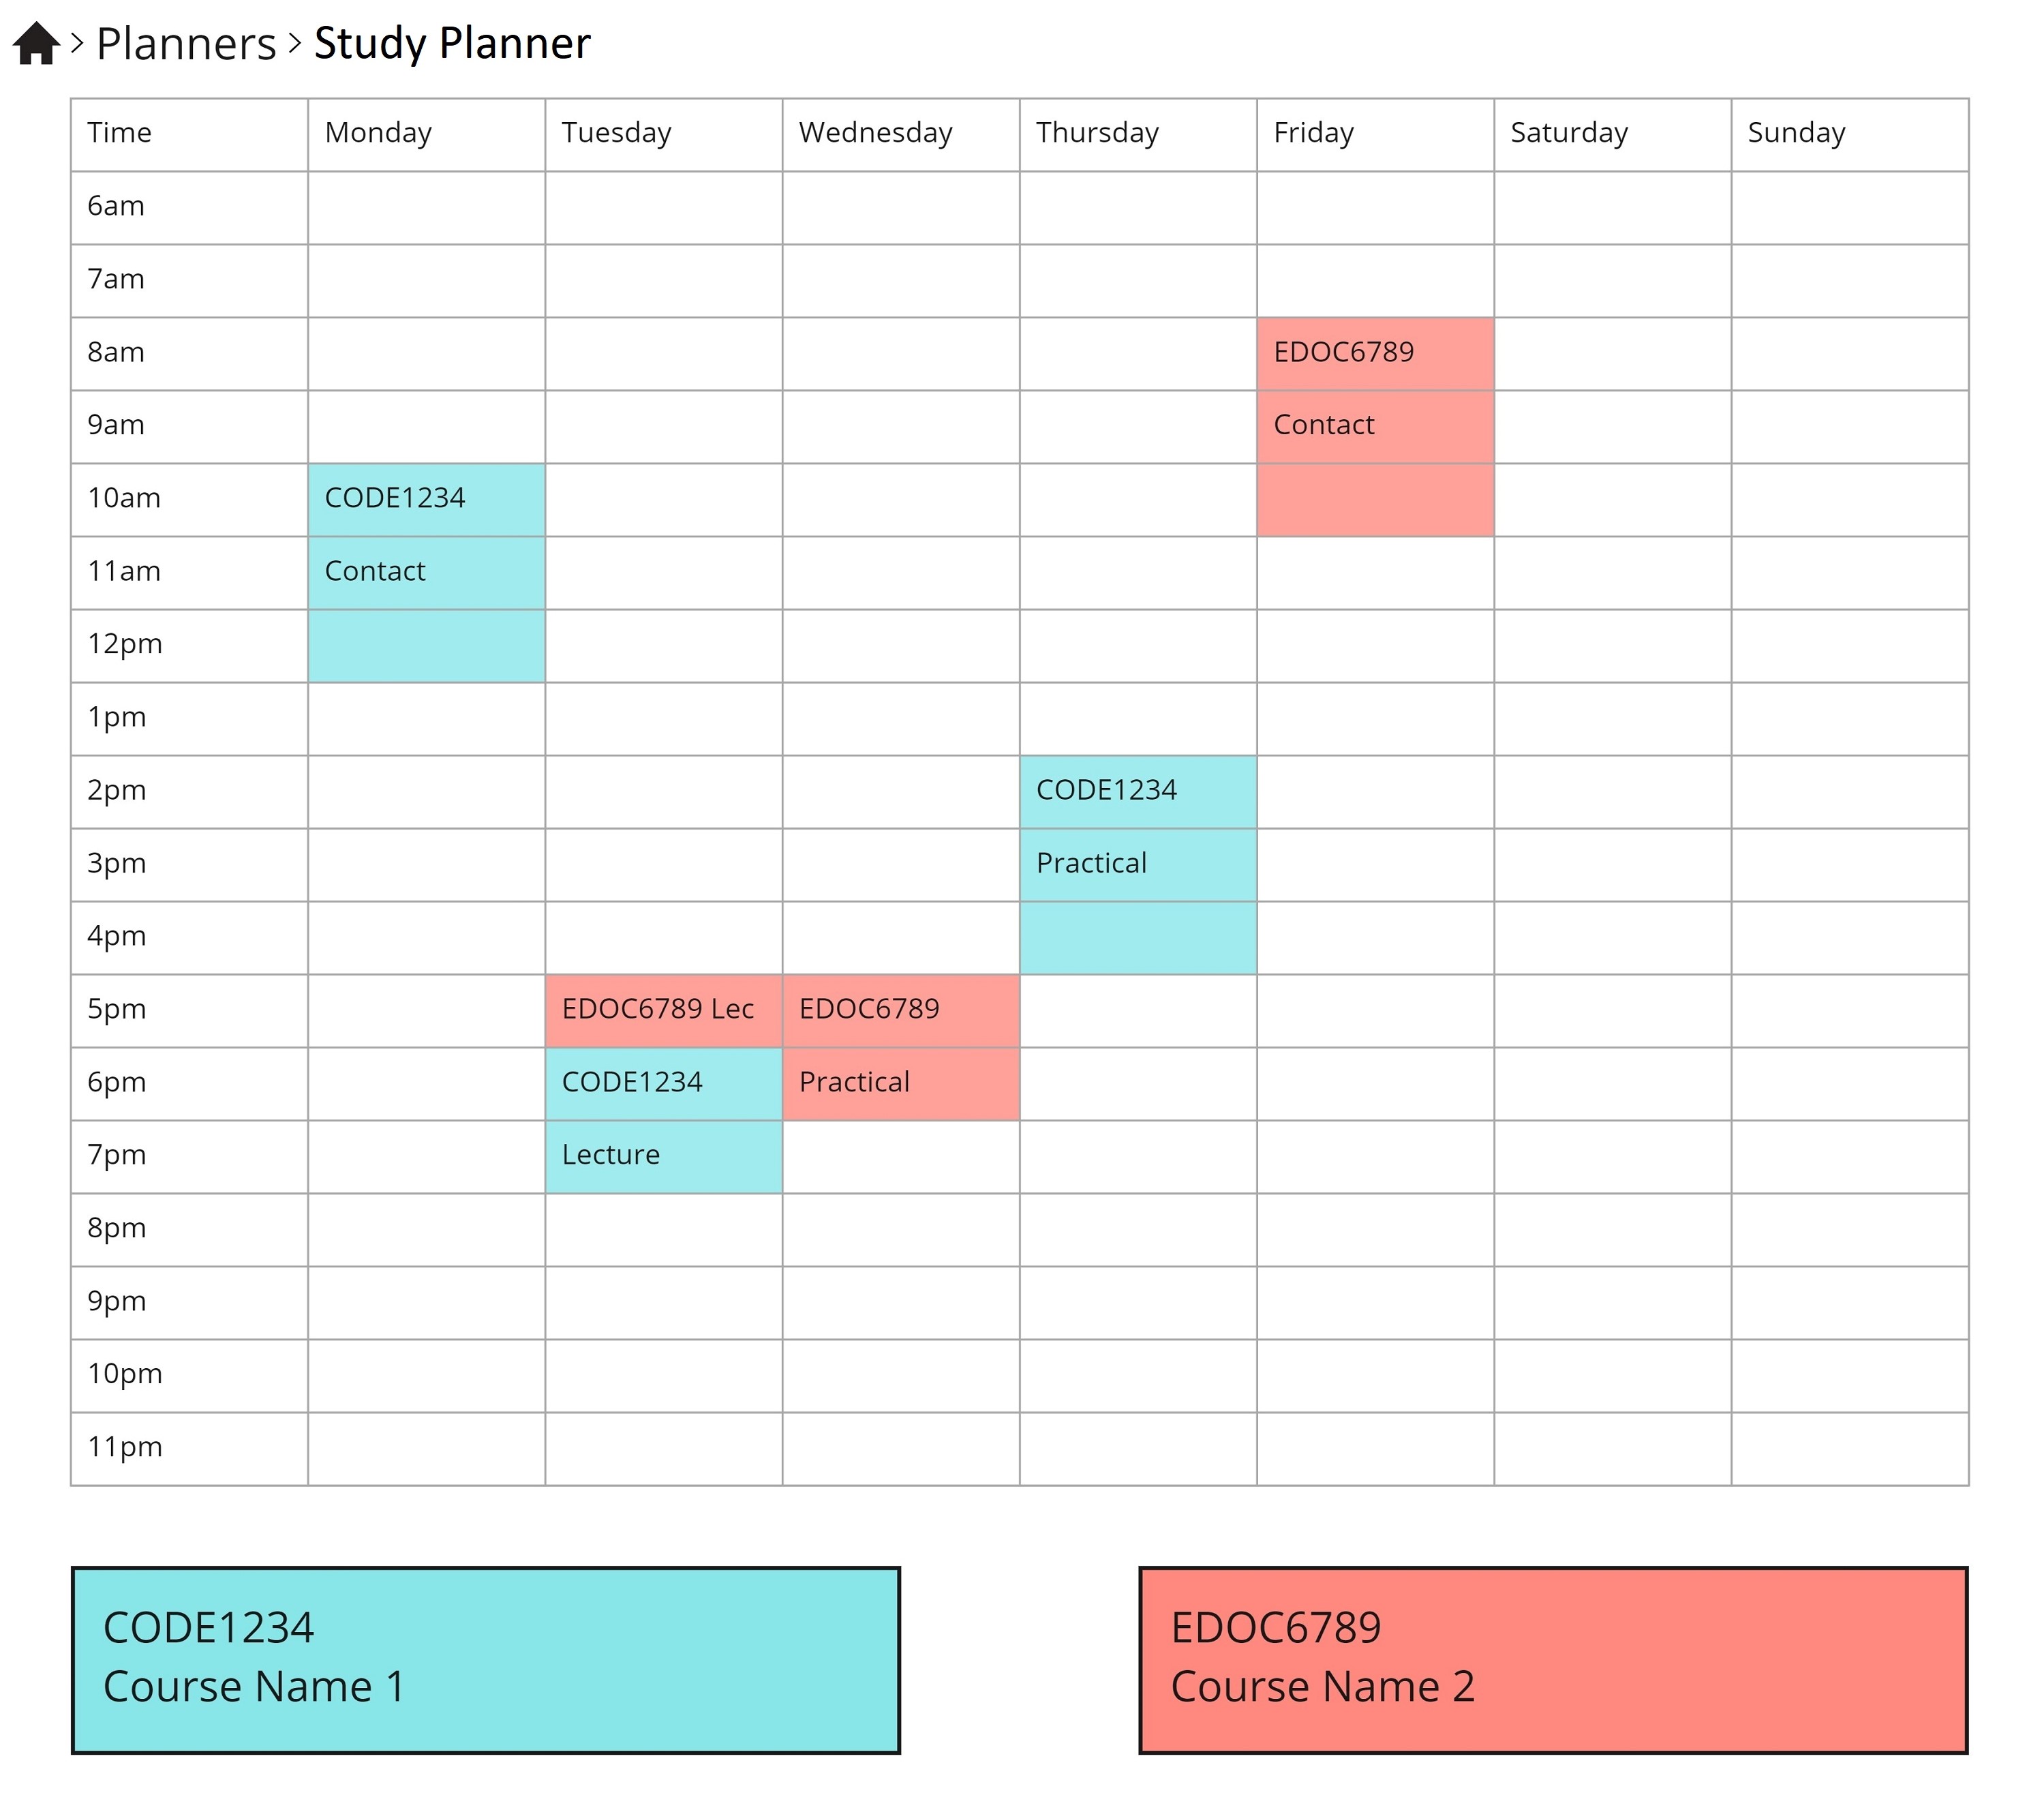 Planners > Study Planner
Time Monday Tuesday Wednesday Thursday Friday Saturday Sunday
6am
7am
8am EDOC6789
9am Contact
10am CODE1234
11am Contact
12pm
1pm
2pm CODE1234
3pm Practical
4pm
5pm EDOC6789 Lec EDOC6789
6pm CODE1234 Practical
7pm Lecture
8pm
9pm
10pm
11pm
CODE1234
Course Name 1
EDOC6789
Course Name 2